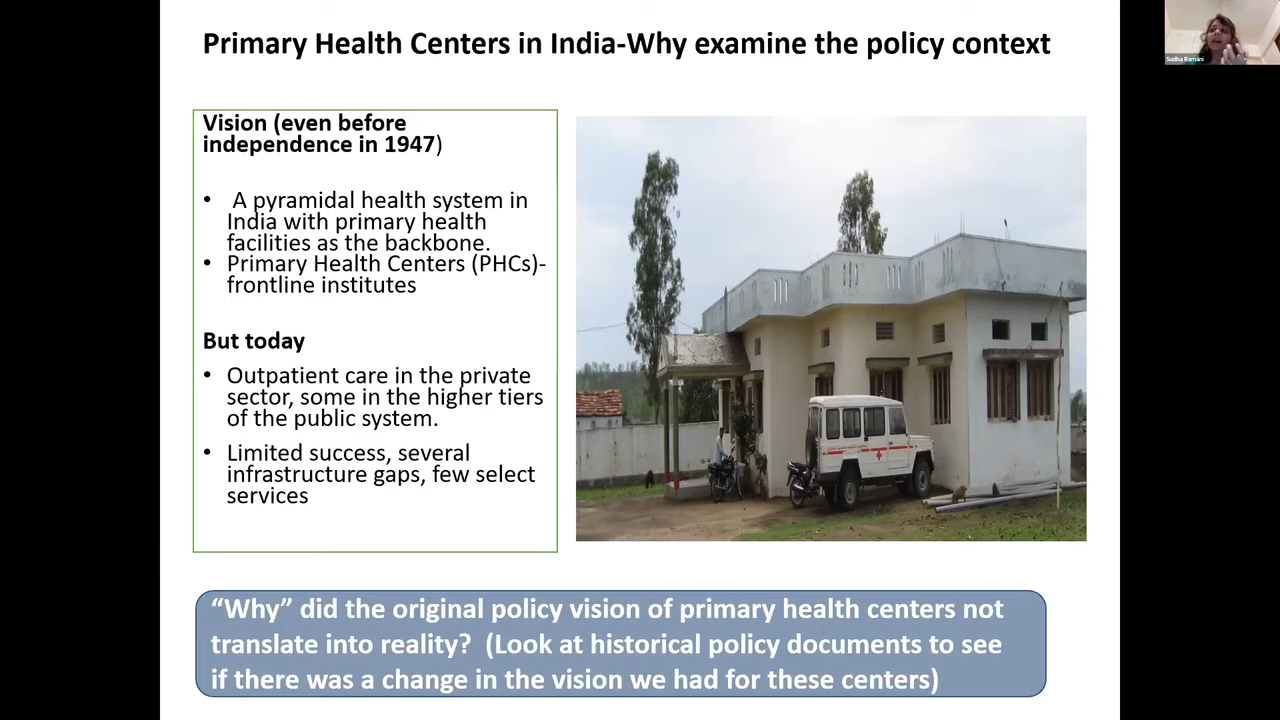 Primary Health Centers in India-Why examine the policy context
Sudha Ramani
Vision (even before
independence in 1947)
• A pyramidal health system in
India with primary health
facilities as the backbone.
• Primary Health Centers (PHCs)-
frontline institutes
But today
• Outpatient care in the private
sector, some in the higher tiers
of the public system.
• Limited success, several
infrastructure gaps, few select
services
“Why” did the original policy vision of primary health centers not
translate into reality?  (Look at historical policy documents to see
if there was a change in the vision we had for these centers)